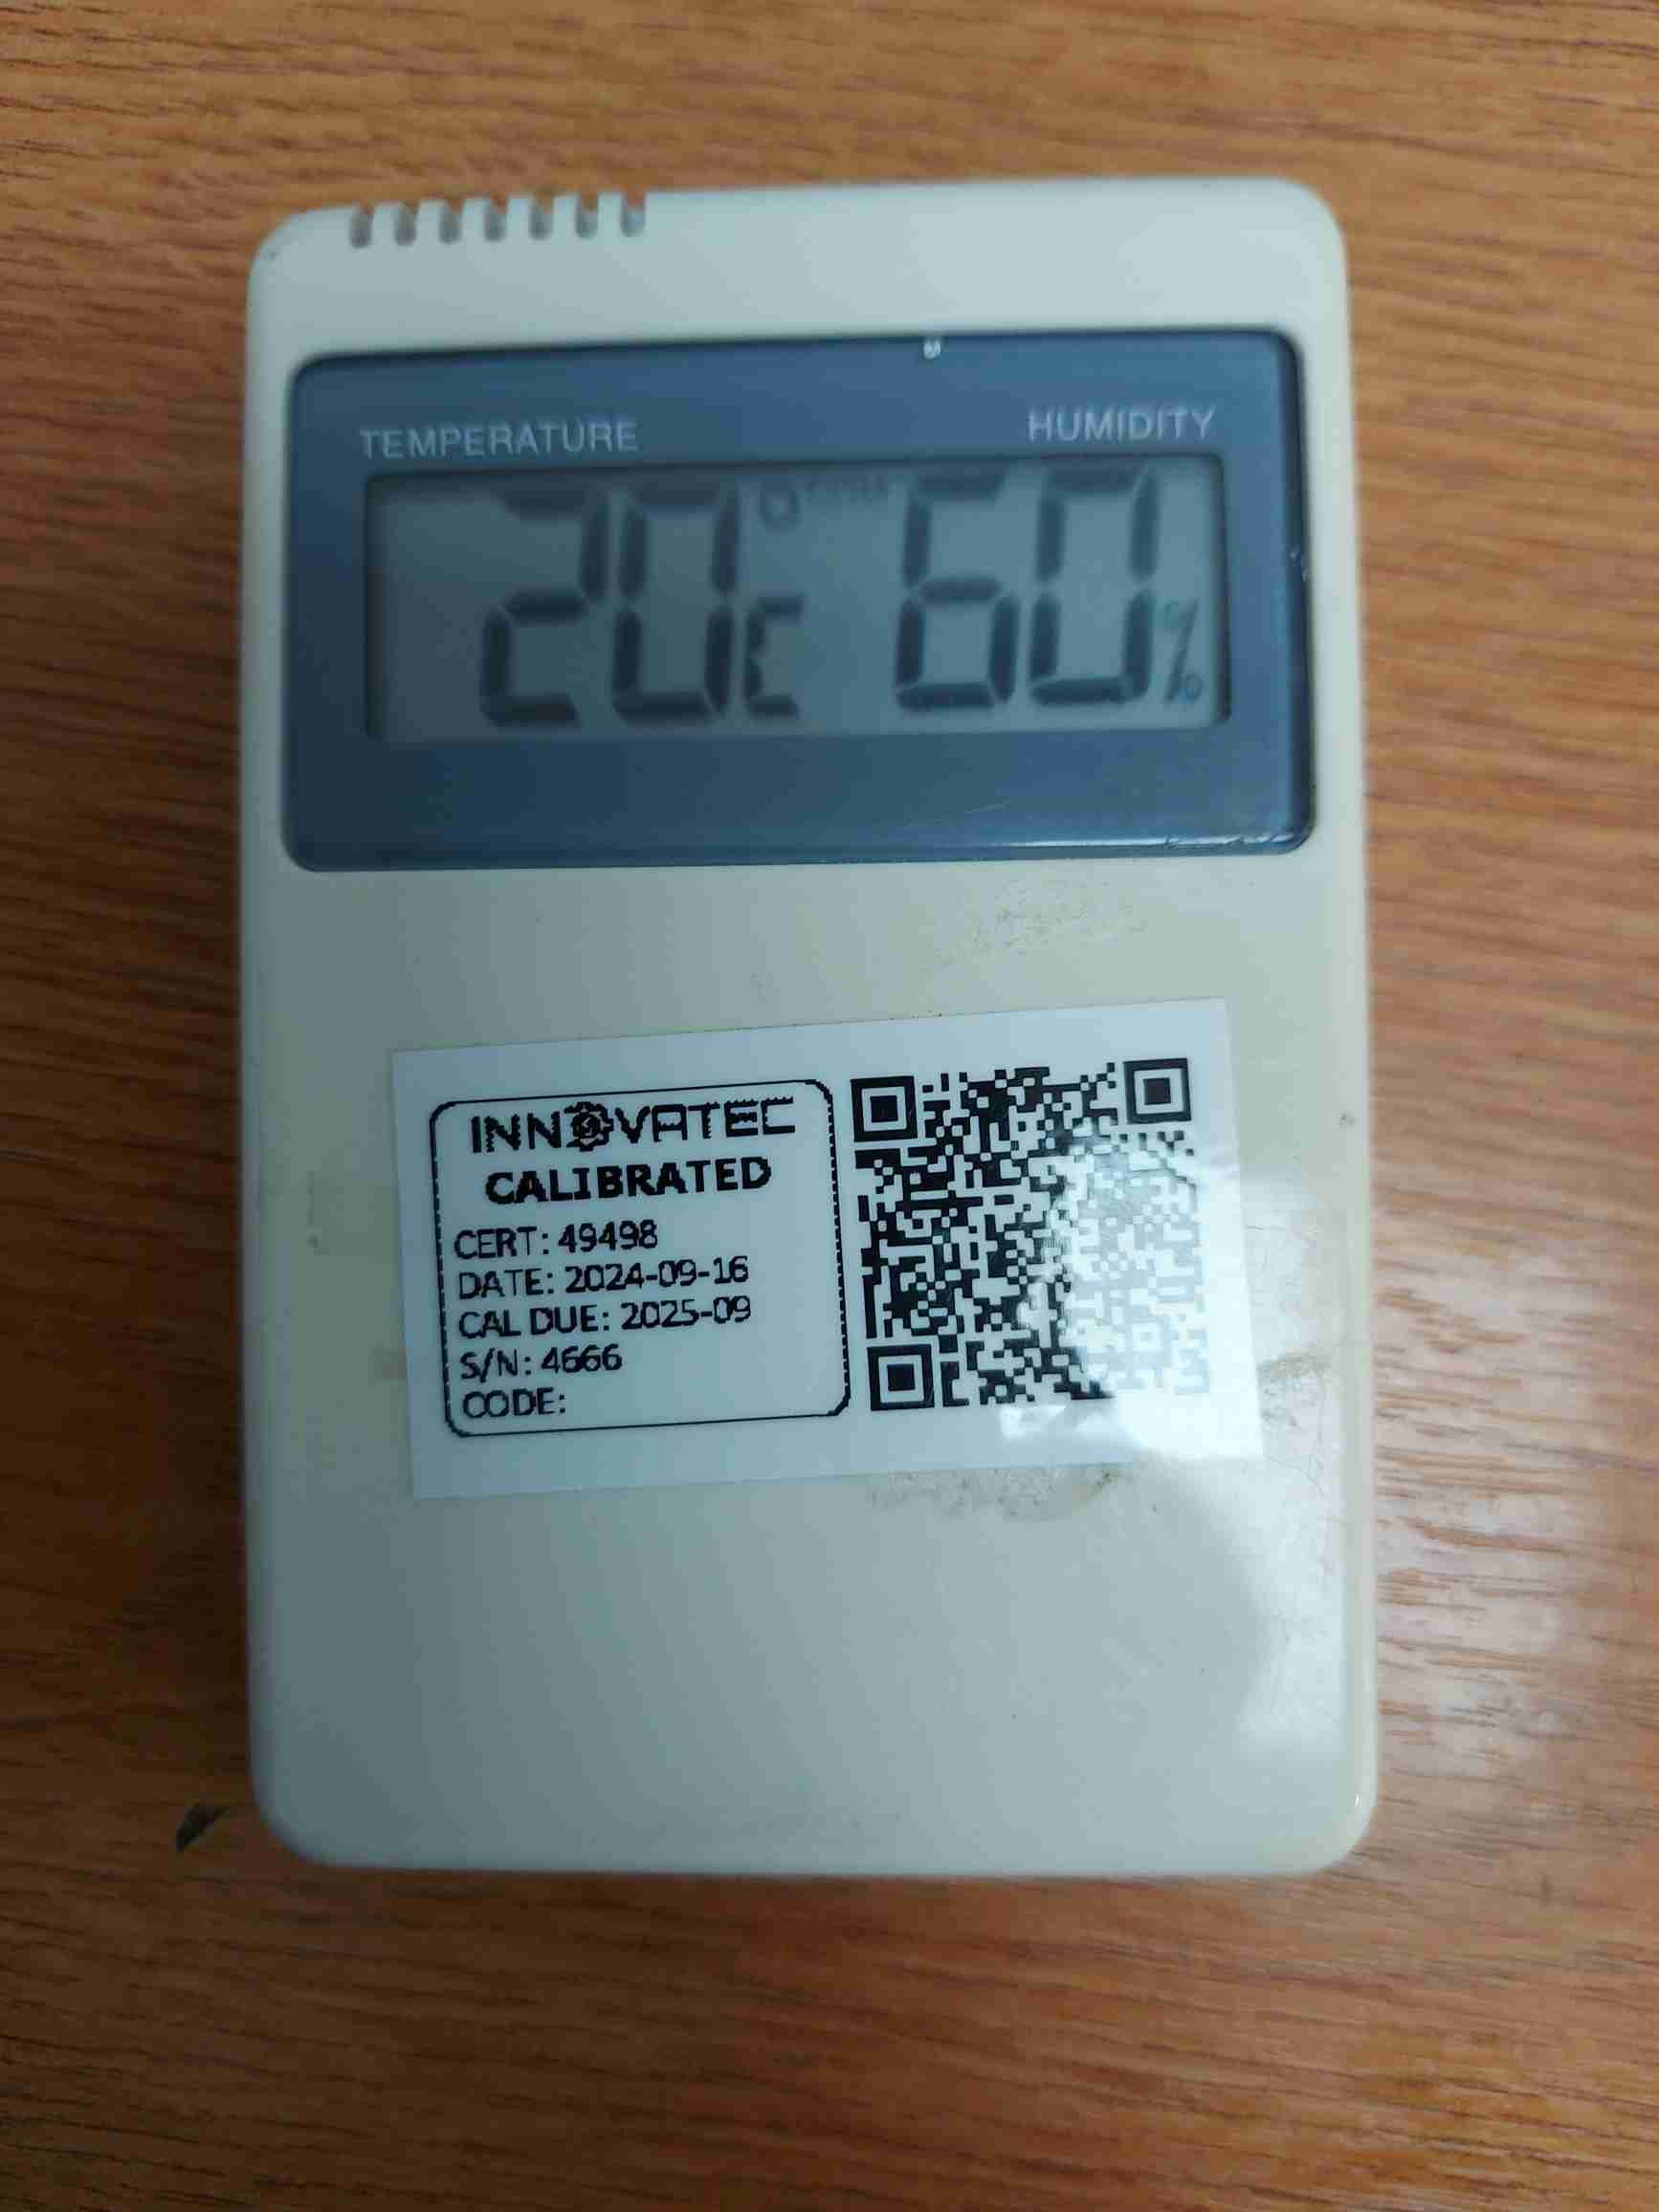 TEMPERATURE HUMIDITY
20°C 60%
INNOVATEC
CALIBRATED
CERT: 49498
DATE: 2024-09-16
CAL DUE: 2025-09
S/N: 4666
CODE: